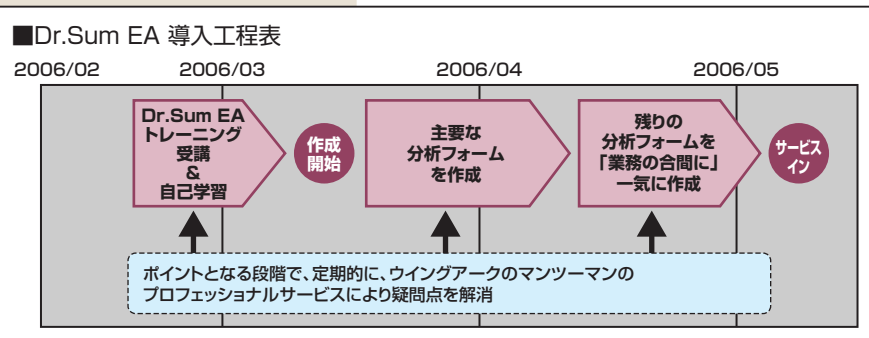 ■Dr.Sum EA 導入工程表
2006/02 2006/03 2006/04 2006/05
Dr.Sum EA
トレーニング
受講
&
自己学習
作成
開始
主要な
分析フォーム
を作成
残りの
分析フォームを
「業務の合間に」
一気に作成
サービス
イン
ポイントとなる段階で、定期的に、ウイングアークのマンツーマンの
プロフェッショナルサービスにより疑問点を解消